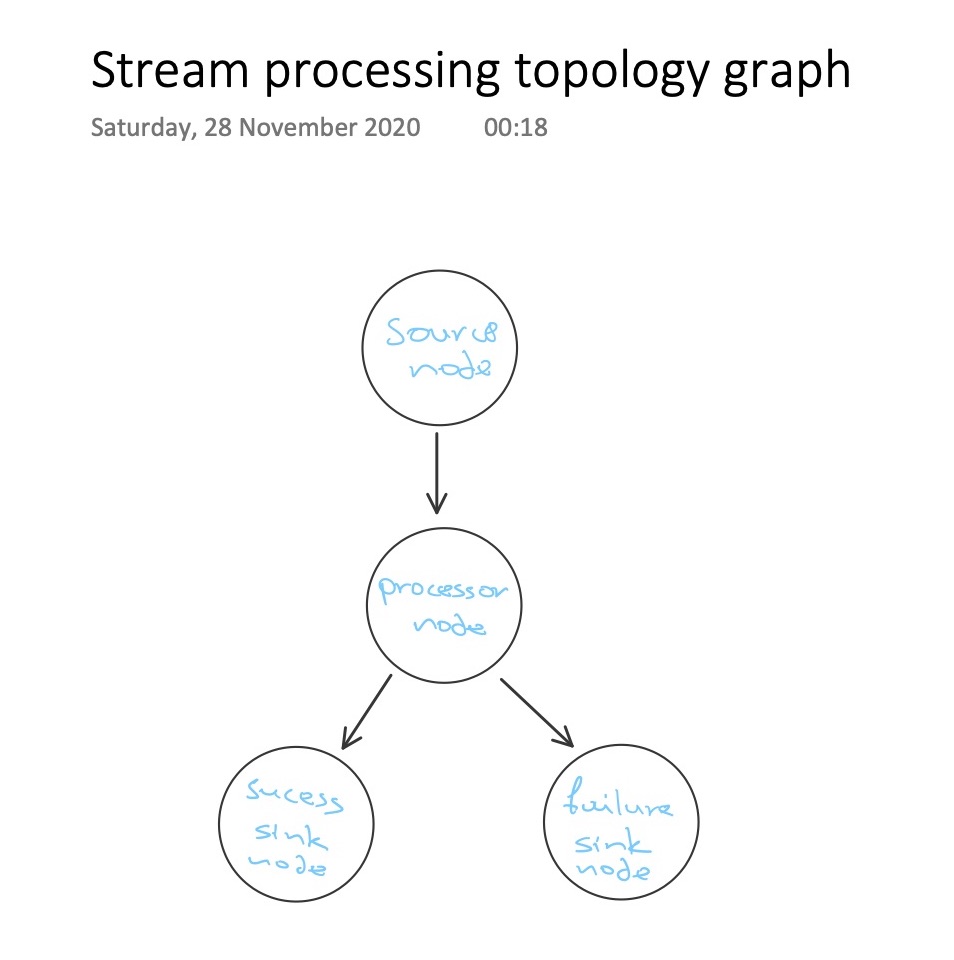 Stream processing topology graph
Saturday, 28 November 2020 00:18
Source
node
processor
node
sucess
sink
node
failure
sink
node